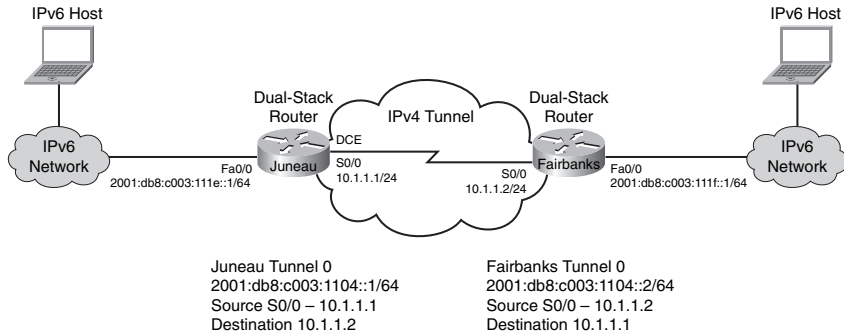 IPv6 Host
IPv6 Host
Dual-Stack
Router
IPv4 Tunnel
Dual-Stack
Router
IPv6
Network
Fa0/0
2001:db8:c003:111e::1/64
Juneau
DCE
S0/0
10.1.1.1/24
S0/0
10.1.1.2/24
Fairbanks
Fa0/0
2001:db8:c003:111f::1/64
IPv6
Network
Juneau Tunnel 0
2001:db8:c003:1104::1/64
Source S0/0 – 10.1.1.1
Destination 10.1.1.2
Fairbanks Tunnel 0
2001:db8:c003:1104::2/64
Source S0/0 – 10.1.1.2
Destination 10.1.1.1